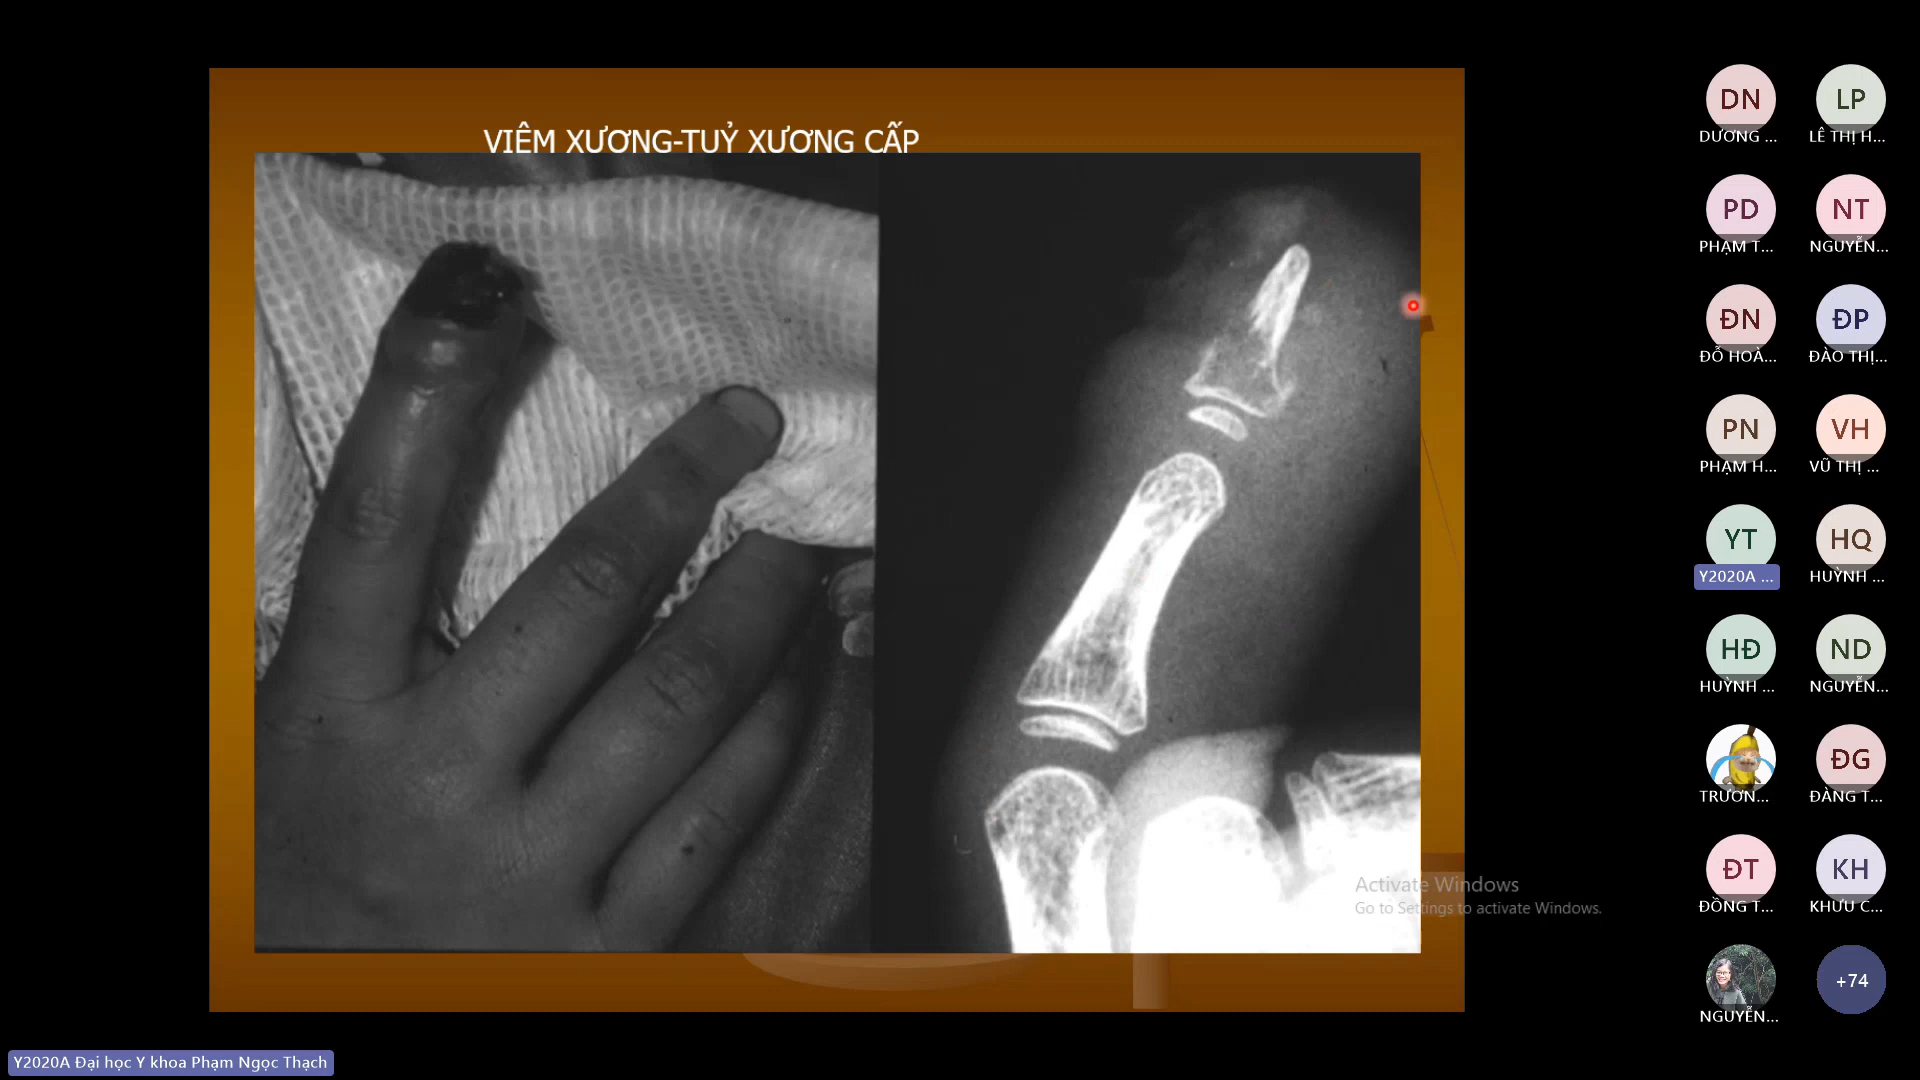 VIÊM XƯƠNG-TUỶ XƯƠNG CẤP
Activate Windows
Go to Settings to activate Windows.
DN
DƯƠNG ...
LP
LÊ THỊ H...
PD
PHẠM T...
NT
NGUYỄN...
ĐN
ĐỖ HOÀ...
ĐP
ĐÀO THỊ...
PN
PHẠM H...
VH
VŨ THỊ ...
YT
Y2020A ...
HQ
HUỲNH ...
HĐ
HUỲNH ...
ND
NGUYỄN...
TRƯƠN...
ĐG
ĐÀNG T...
ĐT
ĐỒNG T...
KH
KHƯU C...
NGUYỄN...
+74
Y2020A Đại học Y khoa Phạm Ngọc Thạch